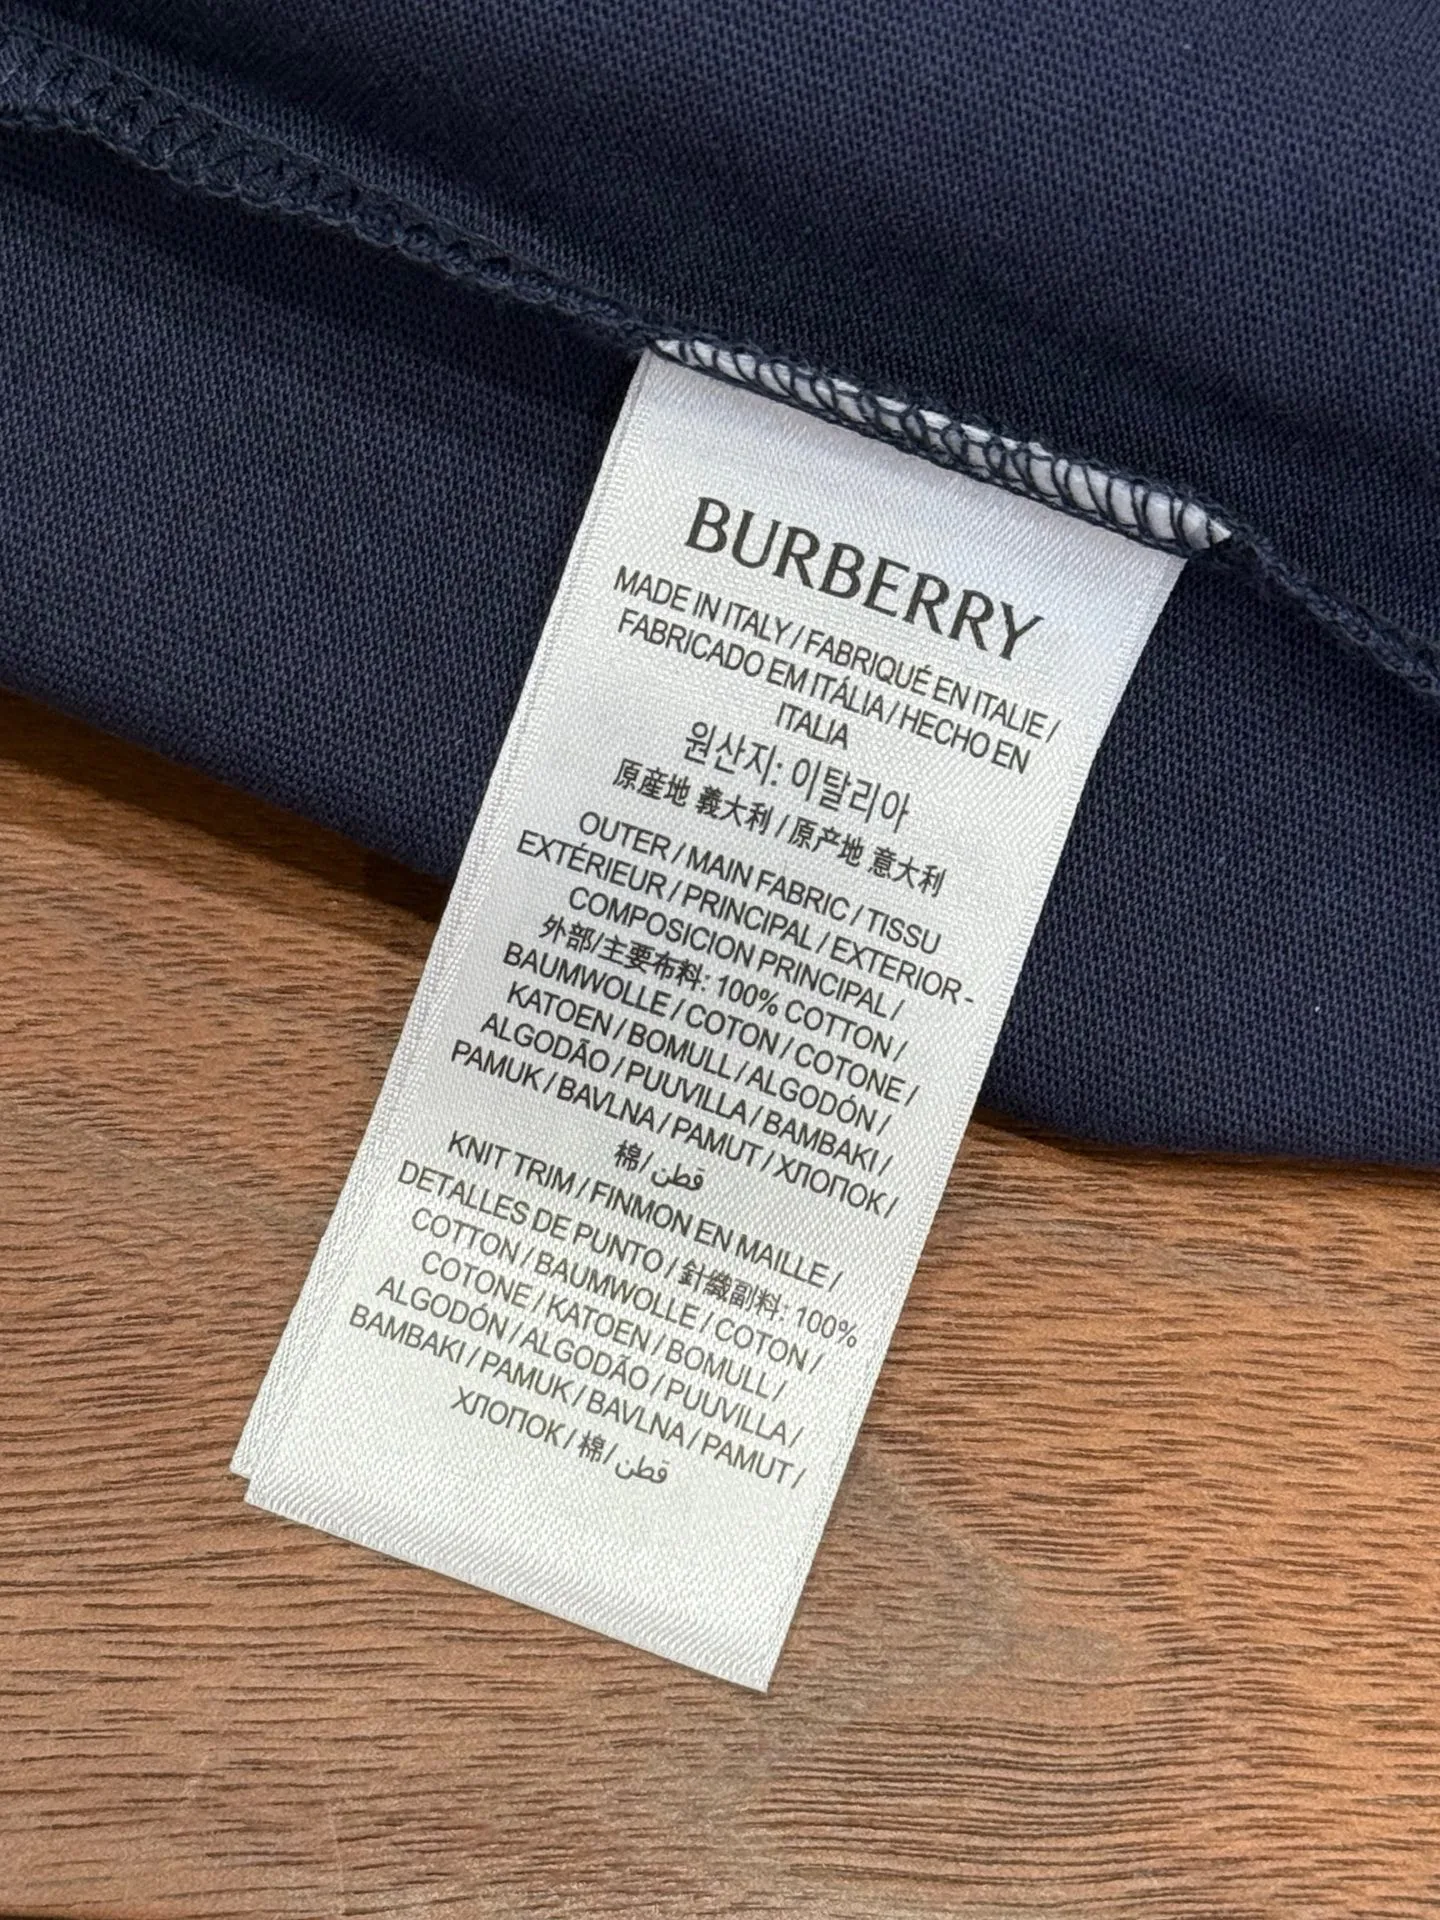 BURBERRY
MADE IN ITALY / FABRIQUÉ EN ITALIE /
FABRICADO EM ITÁLIA / HECHO EN
ITALIA
원산지: 이탈리아
原産地 義大利 / 原产地 意大利
OUTER / MAIN FABRIC / TISSU
EXTÉRIEUR / PRINCIPAL / EXTERIOR -
COMPOSICION PRINCIPAL /
外部/主要布料: 100% COTTON /
BAUMWOLLE / COTON / COTONE /
KATOEN / BOMULL / ALGODÓN /
ALGODÃO / PUUVILLA / BAMBAKI /
PAMUK / BAVLNA / PAMUT / ХЛОПОК /
棉 / قطن
KNIT TRIM / FINMON EN MAILLE /
DETALLES DE PUNTO / 針織副料: 100%
COTTON / BAUMWOLLE / COTON /
COTONE / KATOEN / BOMULL /
ALGODÓN / ALGODÃO / PUUVILLA /
BAMBAKI / PAMUK / BAVLNA / PAMUT /
ХЛОПОК / 棉 / قطن